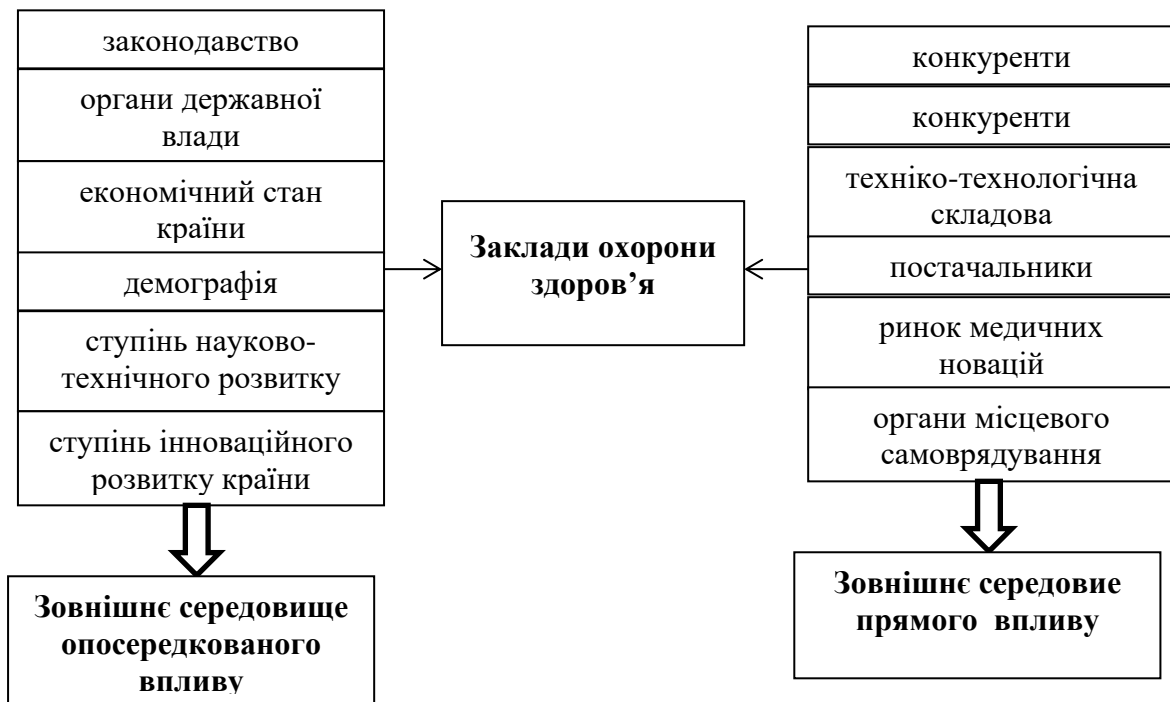 законодавство
органи державної
влади
економічний стан
країни
демографія
ступінь науково-
технічного розвитку
ступінь інноваційного
розвитку країни
Зовнішнє середовище
опосередкованого
впливу
Заклади охорони
здоров’я
конкуренти
конкуренти
техніко-технологічна
складова
постачальники
ринок медичних
новацій
органи місцевого
самоврядування
Зовнішнє середовие
прямого впливу